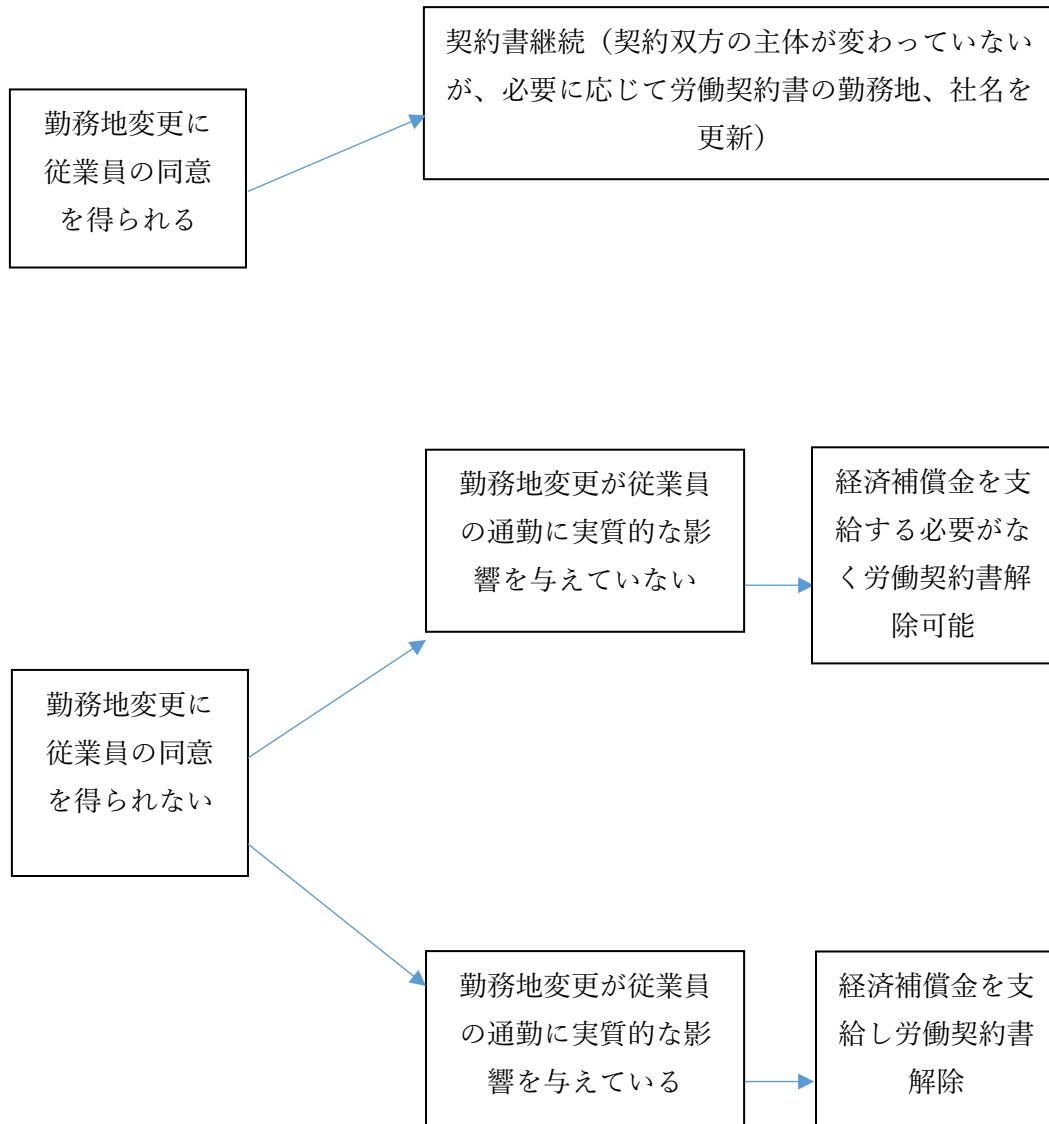 勤務地変更に
従業員の同意
を得られる
契約書継続（契約双方の主体が変わっていない
が、必要に応じて労働契約書の勤務地、社名を
更新）
勤務地変更に
従業員の同意
を得られない
勤務地変更が従業員
の通勤に実質的な影
響を与えていない
経済補償金を支
給する必要がな
く労働契約書解
除可能
勤務地変更が従業員
の通勤に実質的な影
響を与えている
経済補償金を支
給し労働契約書
解除